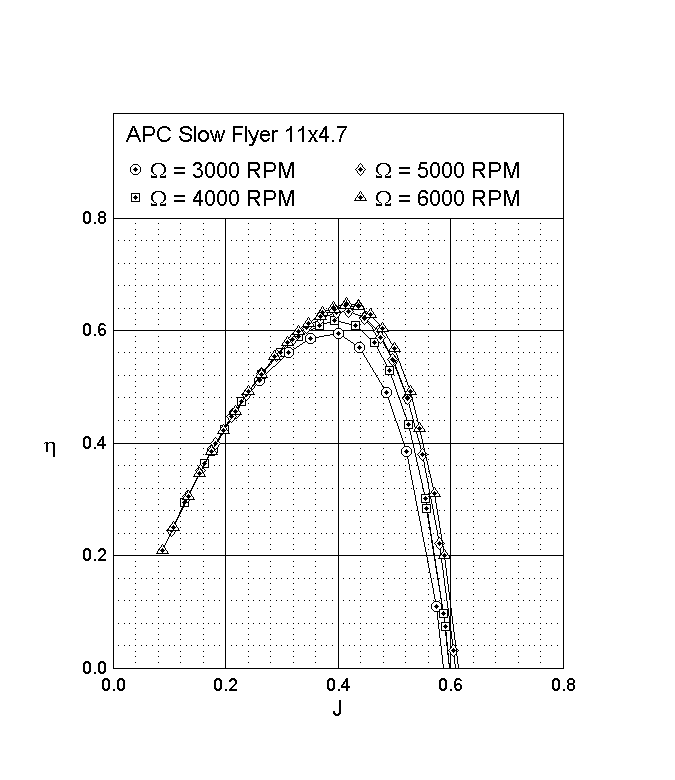 APC Slow Flyer 11x4.7
Ω = 3000 RPM
Ω = 5000 RPM
Ω = 4000 RPM
Ω = 6000 RPM
0.8
0.6
0.4
η
0.2
0.0
0.0 0.2 0.4 0.6 0.8
J